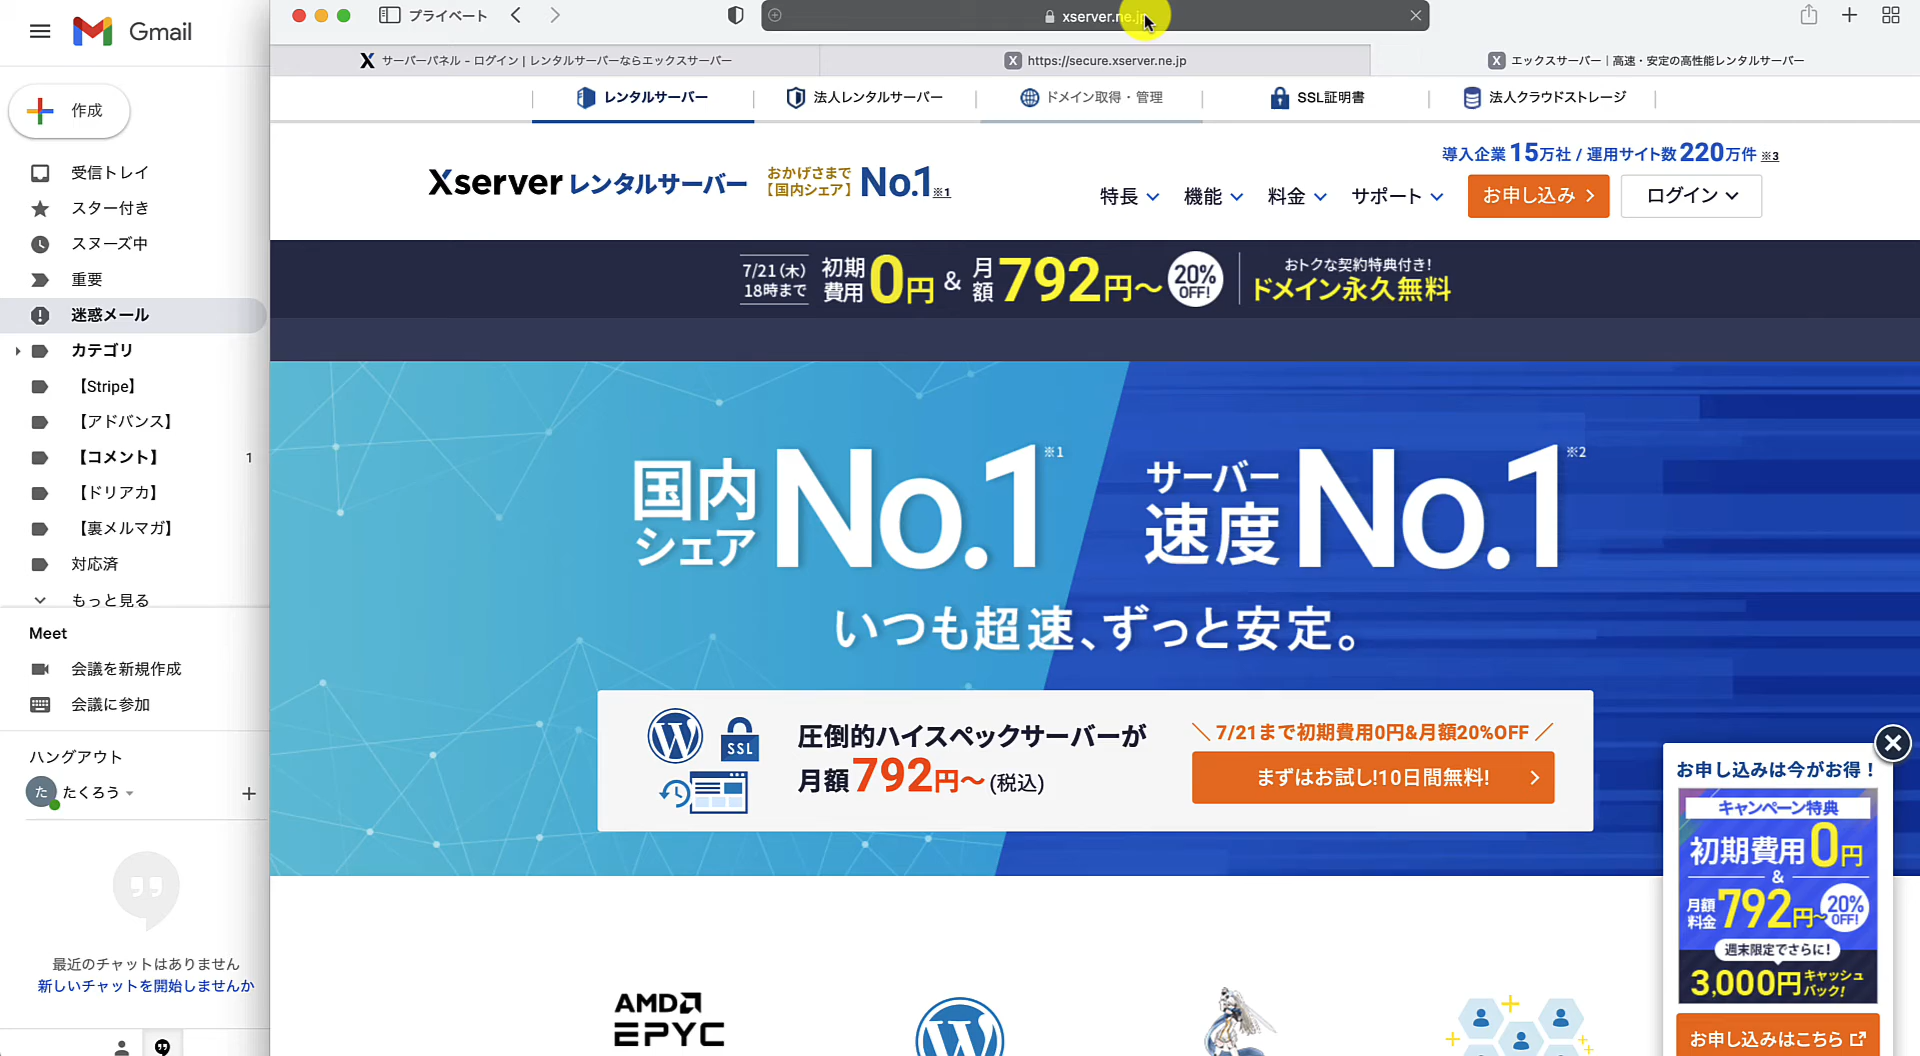 Gmail
作成
受信トレイ
スター付き
スヌーズ中
重要
迷惑メール
カテゴリ
【Stripe】
【アドバンス】
【コメント】 1
【ドリアカ】
【裏メルマガ】
対応済
もっと見る
Meet
会議を新規作成
会議に参加
ハンングアウト
たくろう
た
最近のチャットはありません
新しいチャットを開始しませんか
プライベート
xserver.ne.jp
サーバーパネル - ログイン | レンタルサーバーならエックスサーバー
https://secure.xserver.ne.jp
エックスサーバー | 高速・安定の高性能レンタルサーバー
レンタルサーバー
法人レンタルサーバー
ドメイン取得・管理
SSL証明書
法人クラウドストレージ
導入企業15万社 / 運用サイト数220万件 ※3
Xserver レンタルサーバー
おかげさまで
【国内シェア】
No.1 ※1
特長
機能
料金
サポート
お申し込み
ログイン
7/21(木)
18時まで
初期
費用
0円
&
月
額
792円〜
20%
OFF!
おトクな契約特典付き!
ドメイン永久無料
国内
シェア
No.1 ※1
サーバー
速度
No.1 ※2
いつも超速、ずっと安定。
SSL
圧倒的ハイスペックサーバーが
月額792円〜(税込)
＼ 7/21まで初期費用0円&月額20%OFF ／
まずはお試し!10日間無料!
お申し込みは今がお得！
キャンペーン特典
初期費用0円
&
月額
料金
792円〜
20%
OFF!
週末限定でさらに!
3,000円
キャッシュ
バック!
お申し込みはこちら
AMD
EPYC